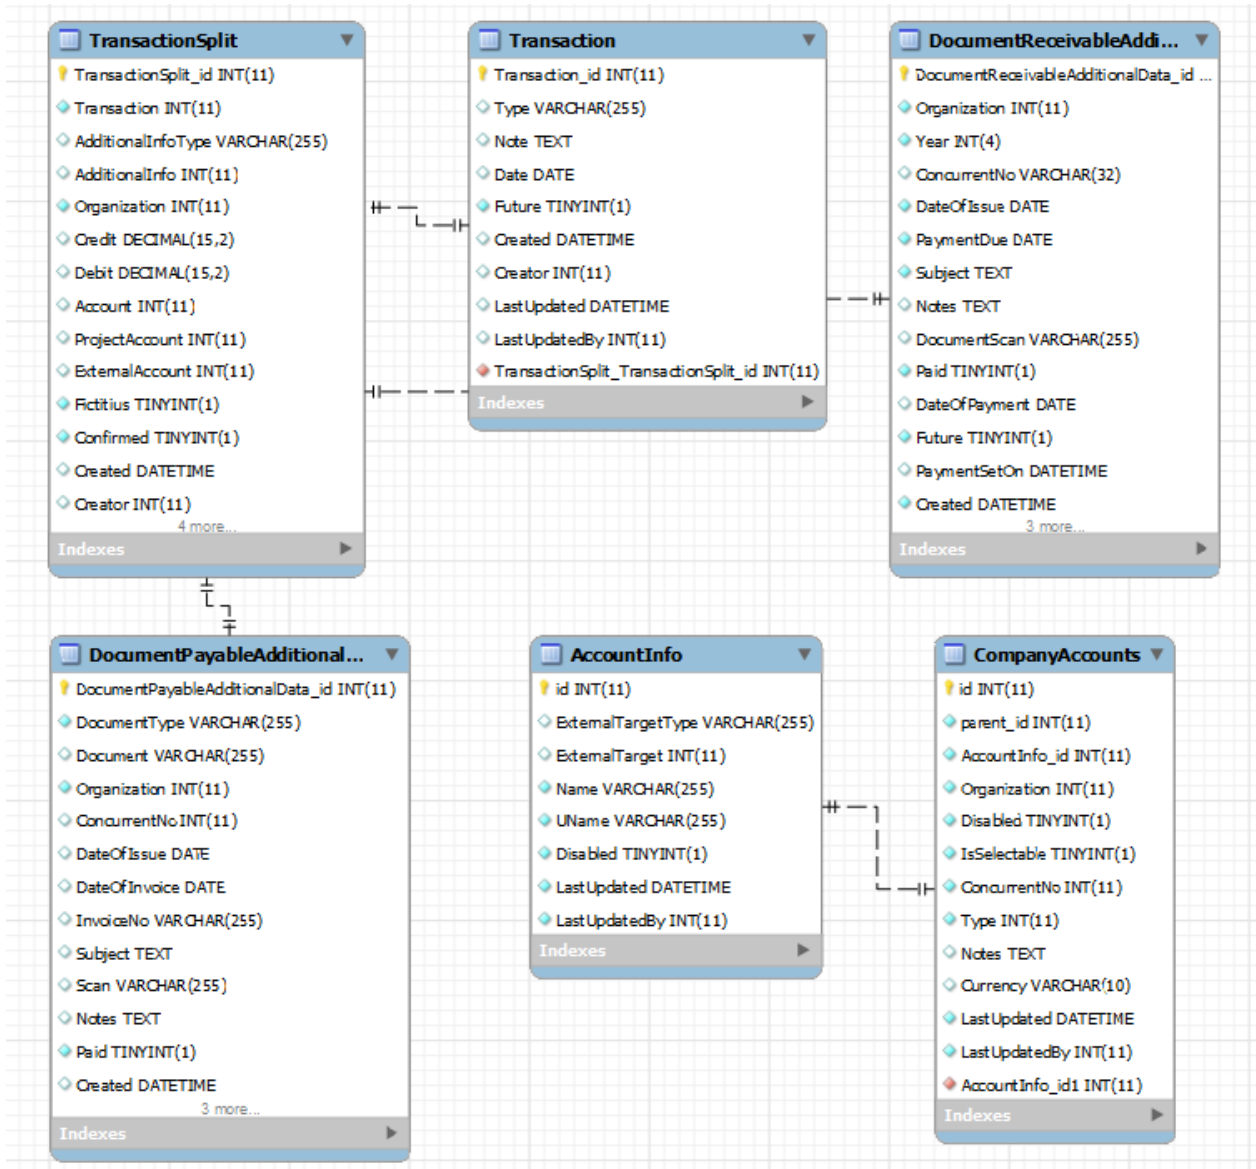 TransactionSplit
TransactionSplit_id INT(11)
Transaction INT(11)
AdditionalInfoType VARCHAR(255)
AdditionalInfo INT(11)
Organization INT(11)
Credit DECIMAL(15,2)
Debit DECIMAL(15,2)
Account INT(11)
ProjectAccount INT(11)
ExternalAccount INT(11)
Fictitius TINYINT(1)
Confirmed TINYINT(1)
Created DATETIME
Creator INT(11)
4 more...
Indexes
Transaction
Transaction_id INT(11)
Type VARCHAR(255)
Note TEXT
Date DATE
Future TINYINT(1)
Created DATETIME
Creator INT(11)
LastUpdated DATETIME
LastUpdatedBy INT(11)
TransactionSplit_TransactionSplit_id INT(11)
Indexes
DocumentReceivableAddi...
DocumentReceivableAdditionalData_id ...
Organization INT(11)
Year INT(4)
ConcurrentNo VARCHAR(32)
DateOfIssue DATE
PaymentDue DATE
Subject TEXT
Notes TEXT
DocumentScan VARCHAR(255)
Paid TINYINT(1)
DateOfPayment DATE
Future TINYINT(1)
PaymentSetOn DATETIME
Created DATETIME
3 more...
Indexes
DocumentPayableAdditional...
DocumentPayableAdditionalData_id INT(11)
DocumentType VARCHAR(255)
Document VARCHAR(255)
Organization INT(11)
ConcurrentNo INT(11)
DateOfIssue DATE
DateOfInvoice DATE
InvoiceNo VARCHAR(255)
Subject TEXT
Scan VARCHAR(255)
Notes TEXT
Paid TINYINT(1)
Created DATETIME
3 more...
Indexes
AccountInfo
id INT(11)
ExternalTargetType VARCHAR(255)
ExternalTarget INT(11)
Name VARCHAR(255)
UName VARCHAR(255)
Disabled TINYINT(1)
LastUpdated DATETIME
LastUpdatedBy INT(11)
Indexes
CompanyAccounts
id INT(11)
parent_id INT(11)
AccountInfo_id INT(11)
Organization INT(11)
Disabled TINYINT(1)
IsSelectable TINYINT(1)
ConcurrentNo INT(11)
Type INT(11)
Notes TEXT
Currency VARCHAR(10)
LastUpdated DATETIME
LastUpdatedBy INT(11)
AccountInfo_id1 INT(11)
Indexes